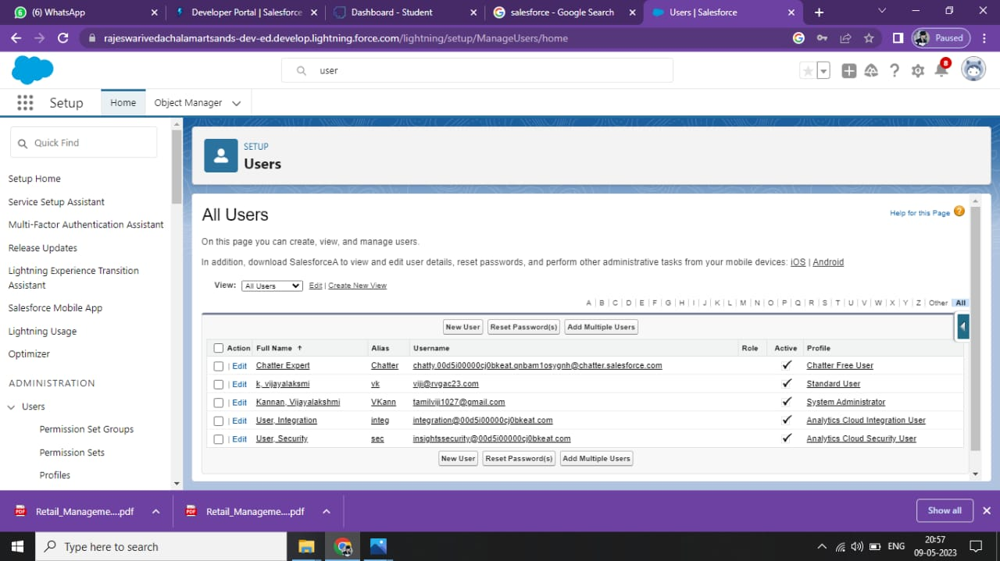 (6) WhatsApp
Developer Portal | Salesforce
Dashboard - Student
salesforce - Google Search
Users | Salesforce
rajeswarivedachalamartsands-dev-ed.develop.lightning.force.com/lightning/setup/ManageUsers/home
Paused
user
8
Setup
Home
Object Manager
Quick Find
Setup Home
Service Setup Assistant
Multi-Factor Authentication Assistant
Release Updates
Lightning Experience Transition
Assistant
Salesforce Mobile App
Lightning Usage
Optimizer
ADMINISTRATION
Users
Permission Set Groups
Permission Sets
Profiles
SETUP
Users
All Users
Help for this Page
On this page you can create, view, and manage users.
In addition, download SalesforceA to view and edit user details, reset passwords, and perform other administrative tasks from your mobile devices: iOS | Android
View: All Users Edit | Create New View
A | B | C | D | E | F | G | H | I | J | K | L | M | N | O | P | Q | R | S | T | U | V | W | X | Y | Z | Other All
New User Reset Password(s) Add Multiple Users
Action Full Name ↑ Alias Username Role Active Profile
| Edit Chatter Expert Chatter chatty.00d5i00000cj0bkeat.qnbam1osygnh@chatter.salesforce.com ✓ Chatter Free User
| Edit k, vijayalaksmi vk viji@rvgac23.com ✓ Standard User
| Edit Kannan, Vijayalakshmi VKann tamilviji1027@gmail.com ✓ System Administrator
| Edit User, Integration integ integration@00d5i00000cj0bkeat.com ✓ Analytics Cloud Integration User
| Edit User, Security sec insightssecurity@00d5i00000cj0bkeat.com ✓ Analytics Cloud Security User
New User Reset Password(s) Add Multiple Users
Retail_Manageme....pdf
Retail_Manageme....pdf
Show all
Type here to search
ENG
20:57
09-05-2023